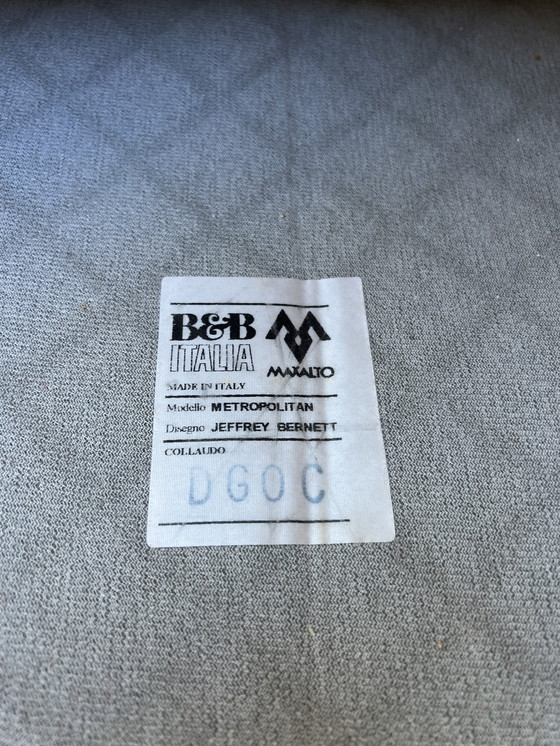 B&B
ITALIA
MAXALTO
MADE IN ITALY
Modello METROPOLITAN
Disegno JEFFREY BERNETT
COLLAUDO
DGOC